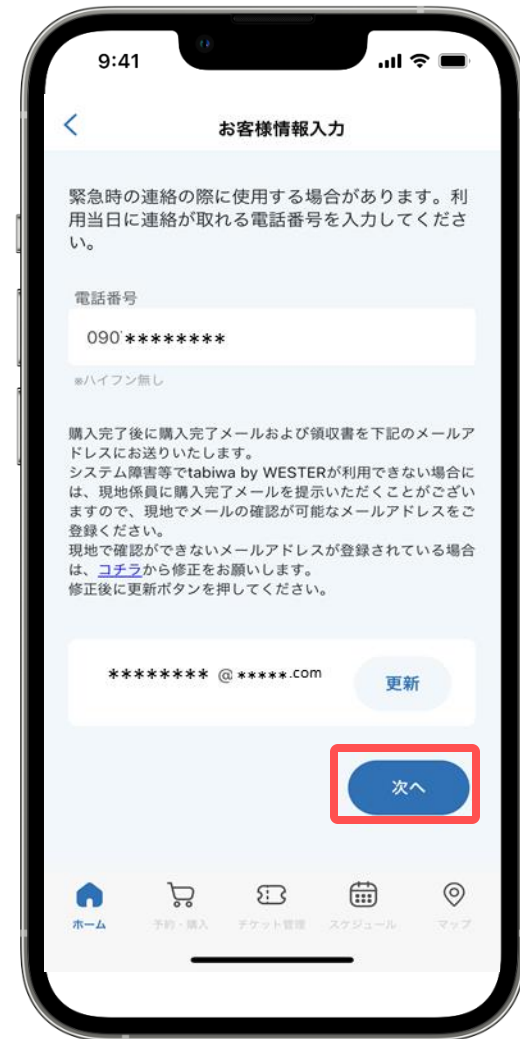 9:41
お客様情報入力
緊急時の連絡の際に使用する場合があります。利
用当日に連絡が取れる電話番号を入力してくださ
い。
電話番号
090 ********
※ハイフン無し
購入完了後に購入完了メールおよび領収書を下記のメールア
ドレスにお送りいたします。
システム障害等でtabiwa by WESTERが利用できない場合に
は、現地係員に購入完了メールを提示いただくことがござい
ますので、現地でメールの確認が可能なメールアドレスをご
登録ください。
現地で確認ができないメールアドレスが登録されている場合
は、コチラから修正をお願いします。
修正後に更新ボタンを押してください。
******** @ *****.com
更新
次へ
ホーム 予約・購入 チケット管理 スケジュール マップ